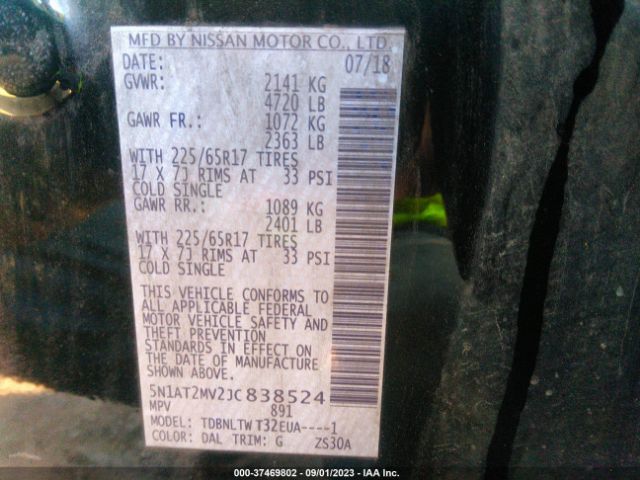 MFD BY NISSAN MOTOR CO., LTD.
DATE: 07/18
GVWR: 2141 KG
4720 LB
GAWR FR.: 1072 KG
2363 LB
WITH 225/65R17 TIRES
17 X 7J RIMS AT 33 PSI
COLD SINGLE
GAWR RR.: 1089 KG
2401 LB
WITH 225/65R17 TIRES
17 X 7J RIMS AT 33 PSI
COLD SINGLE
THIS VEHICLE CONFORMS TO
ALL APPLICABLE FEDERAL
MOTOR VEHICLE SAFETY AND
THEFT PREVENTION
STANDARDS IN EFFECT ON
THE DATE OF MANUFACTURE
SHOWN ABOVE.
5N1AT2MV2JC838524
MPV 891
MODEL: TDBNLTW T32EUA----1
COLOR: DAL TRIM: G ZS30A
000-37469802 - 09/01/2023 - IAA Inc.